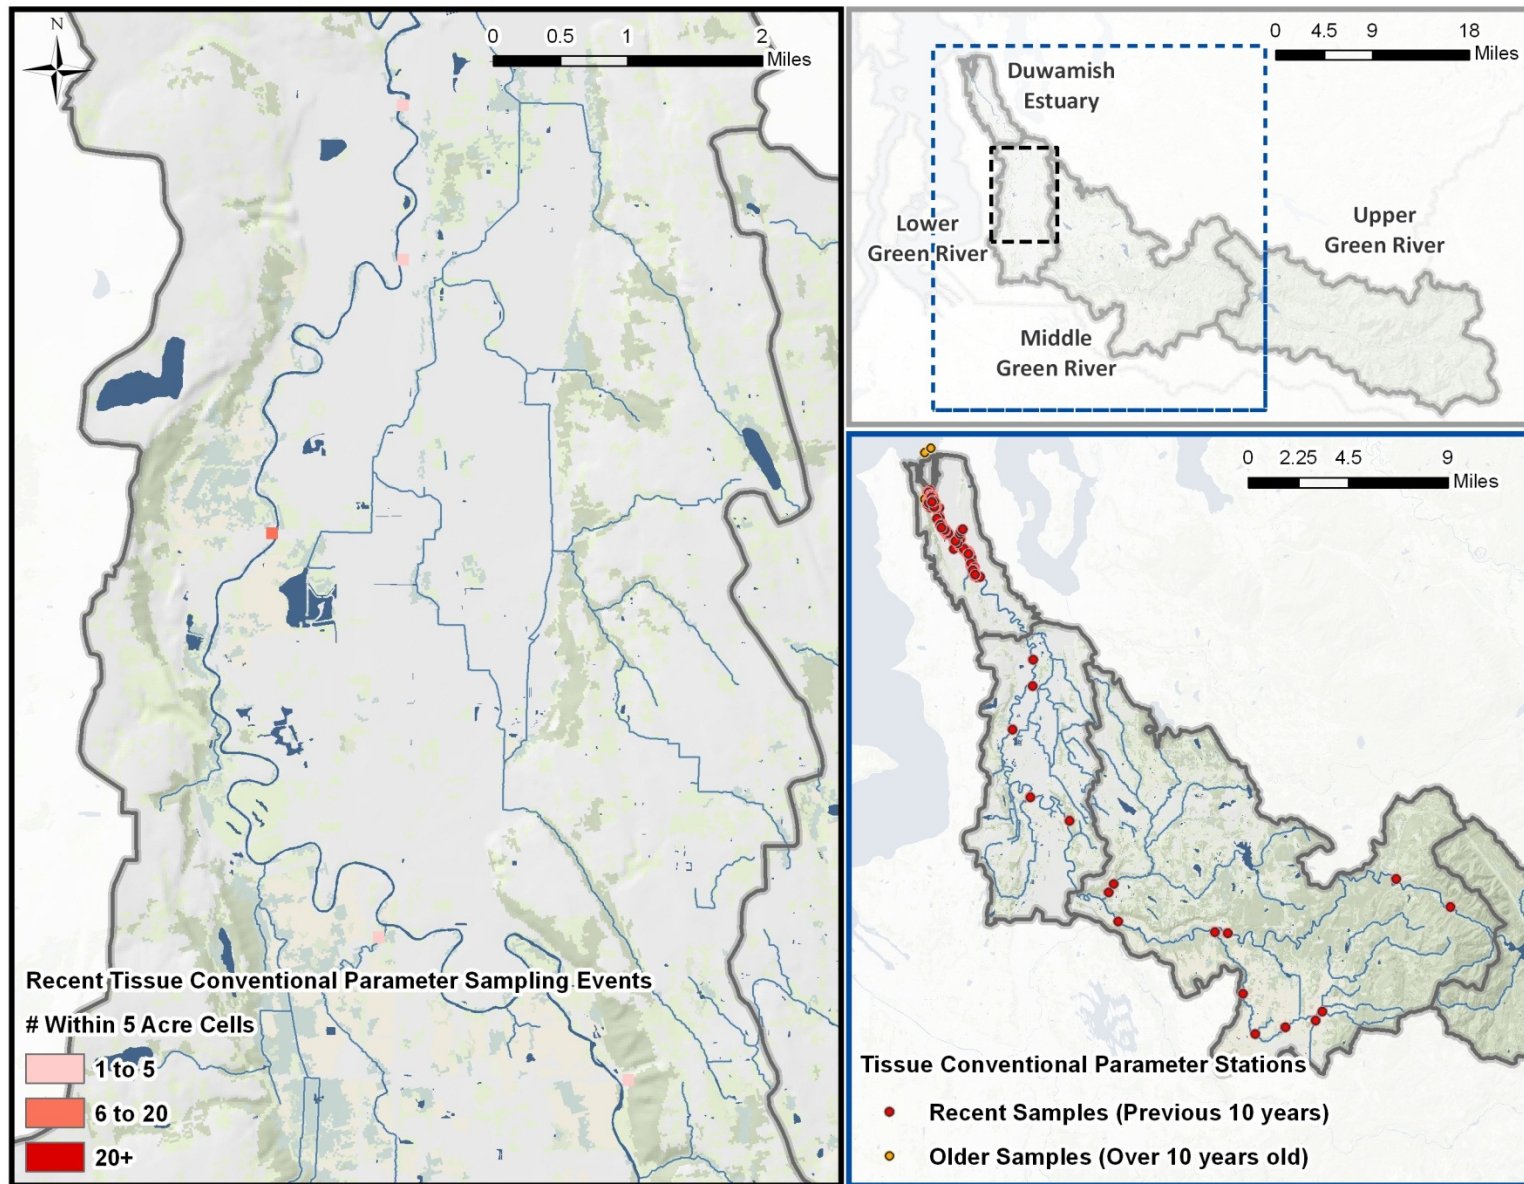 N
0 0.5 1 2
Miles
Recent Tissue Conventional Parameter Sampling Events
# Within 5 Acre Cells
1 to 5
6 to 20
20+
0 4.5 9 18
Miles
Duwamish
Estuary
Lower
Green River
Upper
Green River
Middle
Green River
0 2.25 4.5 9
Miles
Tissue Conventional Parameter Stations
Recent Samples (Previous 10 years)
Older Samples (Over 10 years old)